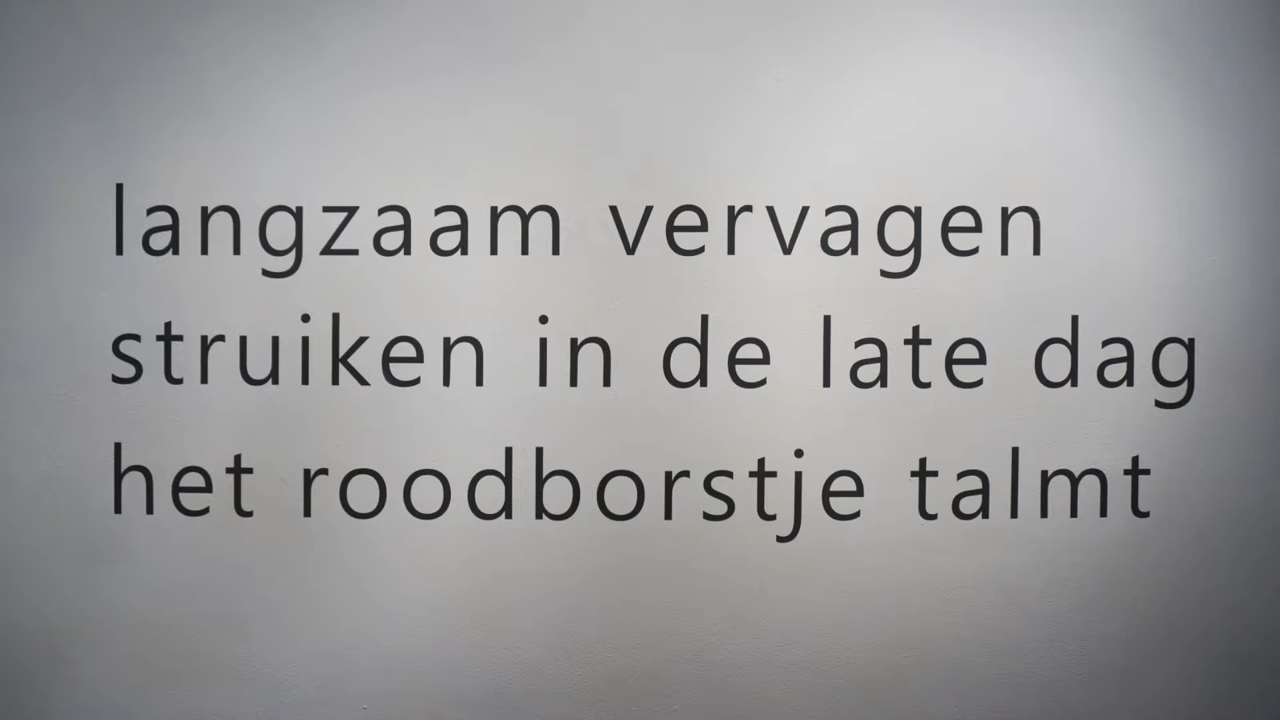 langzaam vervagen
struiken in de late dag
het roodborstje talmt